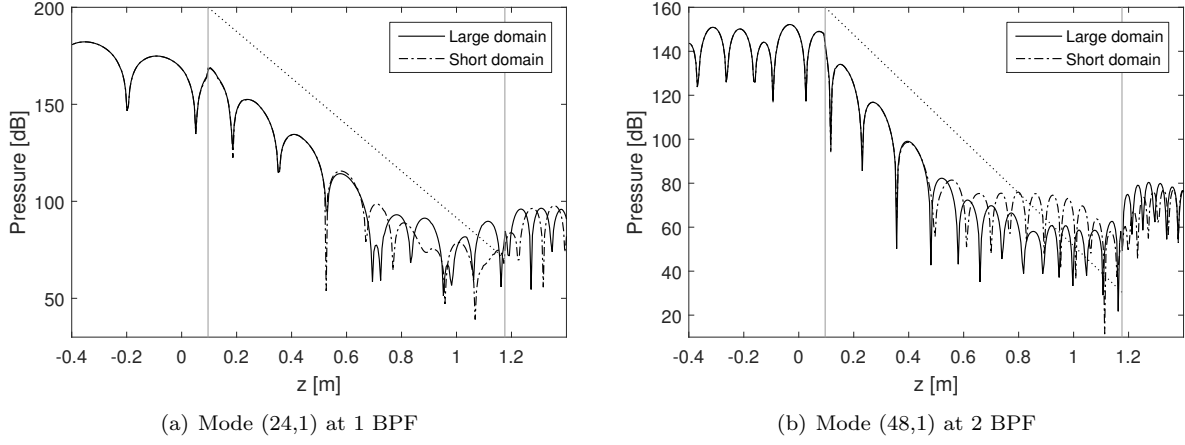 200
150
100
50
Pressure [dB]
-0.4 -0.2 0 0.2 0.4 0.6 0.8 1 1.2
z [m]
Large domain
Short domain
(a) Mode (24,1) at 1 BPF
160
140
120
100
80
60
40
20
Pressure [dB]
-0.4 -0.2 0 0.2 0.4 0.6 0.8 1 1.2
z [m]
Large domain
Short domain
(b) Mode (48,1) at 2 BPF